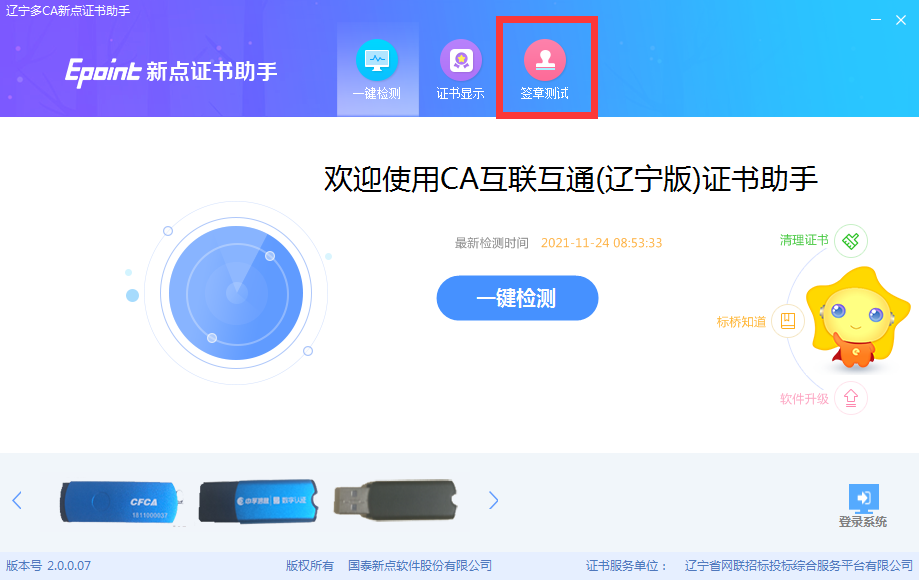 辽宁多CA新点证书助手
Epoint 新点证书助手
一键检测
证书显示
签章测试
欢迎使用CA互联互通(辽宁版)证书助手
最新检测时间 2021-11-24 08:53:33
一键检测
清理证书
标桥知道
软件升级
CFCA
1811000037
数字认证
登录系统
版本号 2.0.0.07 版权所有 国泰新点软件股份有限公司 证书服务单位： 辽宁省网联招标投标综合服务平台有限公司